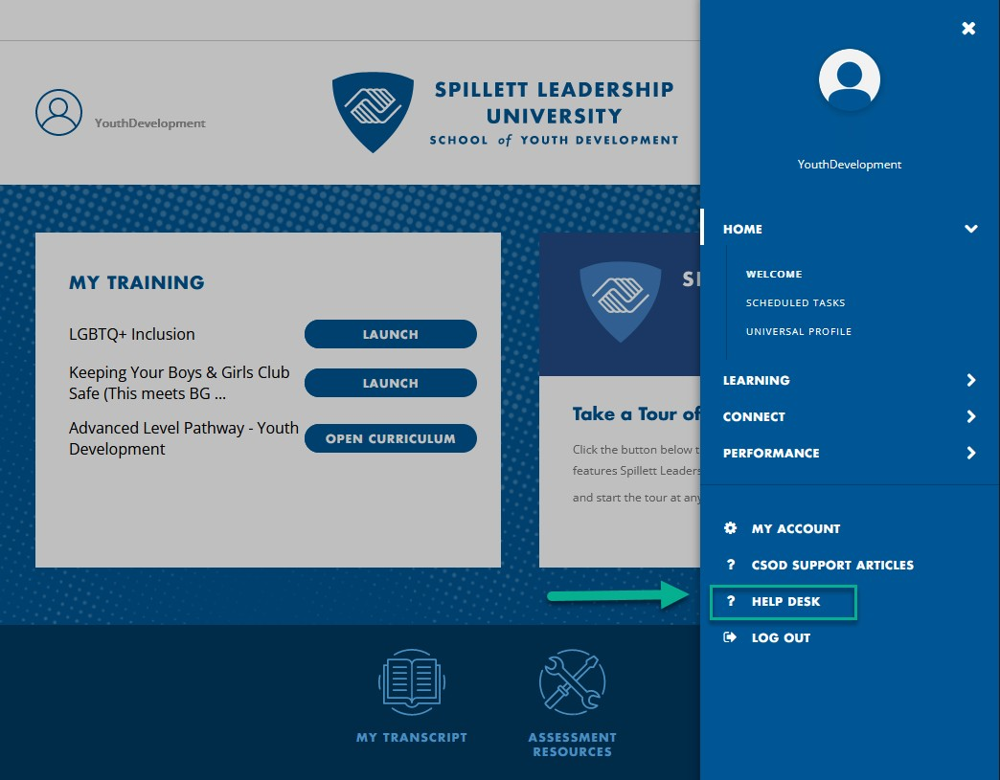 YouthDevelopment
SPILLETT LEADERSHIP
UNIVERSITY
SCHOOL of YOUTH DEVELOPMENT
MY TRAINING
LGBTQ+ Inclusion
LAUNCH
Keeping Your Boys & Girls Club
Safe (This meets BG ...
LAUNCH
Advanced Level Pathway - Youth
Development
OPEN CURRICULUM
Take a Tour of
Click the button below
features Spillett
and start the tour at
MY TRANSCRIPT
ASSESSMENT
RESOURCES
YouthDevelopment
HOME
WELCOME
SCHEDULED TASKS
UNIVERSAL PROFILE
LEARNING
CONNECT
PERFORMANCE
MY ACCOUNT
? CSOD SUPPORT ARTICLES
? HELP DESK
LOG OUT